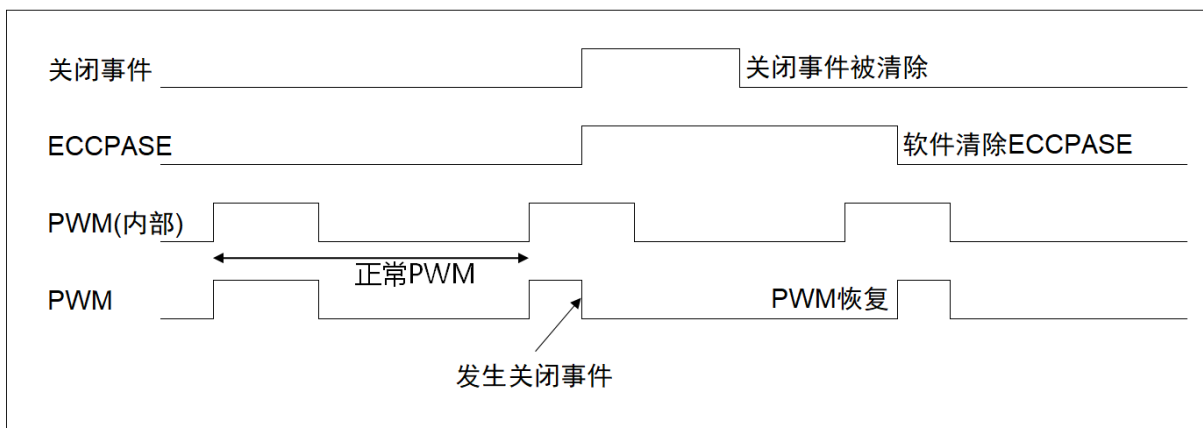 关闭事件
关闭事件被清除
ECCPASE
软件清除ECCPASE
PWM(内部)
正常PWM
PWM
PWM恢复
发生关闭事件